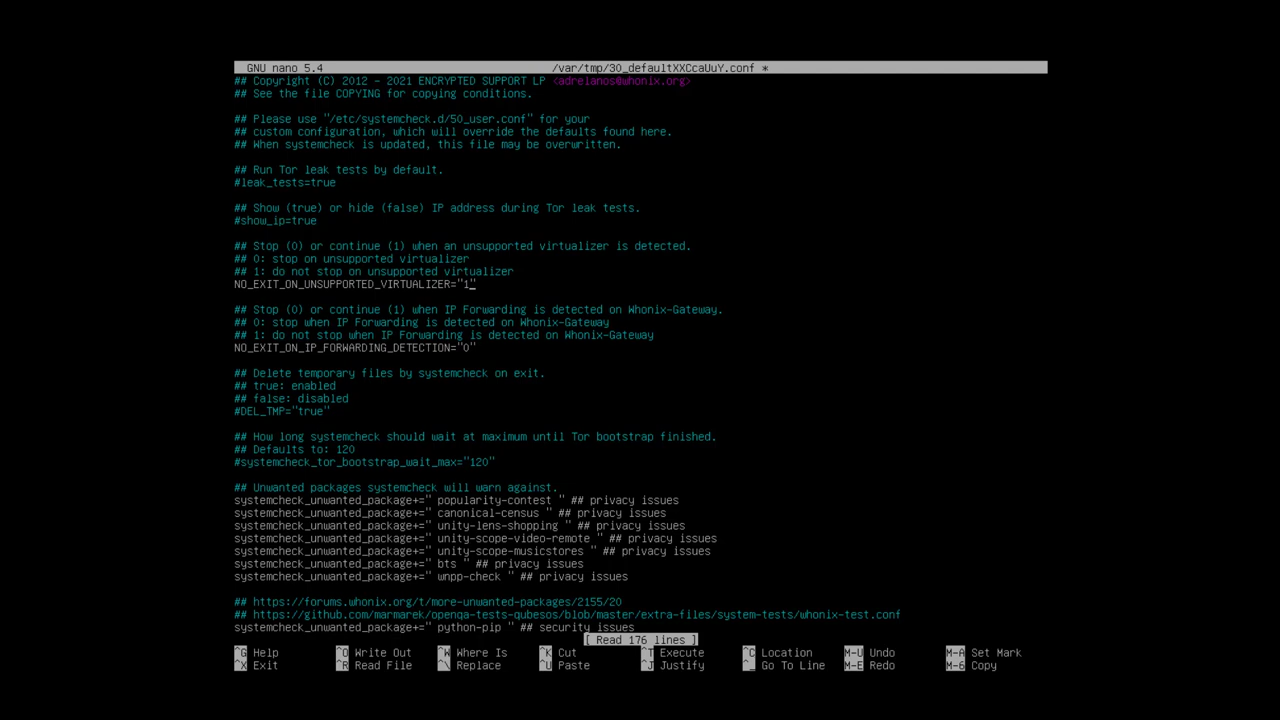 GNU nano 5.4 /var/tmp/30_defaultXXCcaUuY.conf *
## Copyright (C) 2012 - 2021 ENCRYPTED SUPPORT LP <adrelanos@whonix.org>
## See the file COPYING for copying conditions.
## Please use "/etc/systemcheck.d/50_user.conf" for your
## custom configuration, which will override the defaults found here.
## When systemcheck is updated, this file may be overwritten.
## Run Tor leak tests by default.
#leak_tests=true
## Show (true) or hide (false) IP address during Tor leak tests.
#show_ip=true
## Stop (0) or continue (1) when an unsupported virtualizer is detected.
## 0: stop on unsupported virtualizer
## 1: do not stop on unsupported virtualizer
NO_EXIT_ON_UNSUPPORTED_VIRTUALIZER="1"
## Stop (0) or continue (1) when IP Forwarding is detected on Whonix-Gateway.
## 0: stop when IP Forwarding is detected on Whonix-Gateway
## 1: do not stop when IP Forwarding is detected on Whonix-Gateway
NO_EXIT_ON_IP_FORWARDING_DETECTION="0"
## Delete temporary files by systemcheck on exit.
## true: enabled
## false: disabled
#DEL_TMP="true"
## How long systemcheck should wait at maximum until Tor bootstrap finished.
## Defaults to: 120
#systemcheck_tor_bootstrap_wait_max="120"
## Unwanted packages systemcheck will warn against.
systemcheck_unwanted_package+=" popularity-contest " ## privacy issues
systemcheck_unwanted_package+=" canonical-census " ## privacy issues
systemcheck_unwanted_package+=" unity-lens-shopping " ## privacy issues
systemcheck_unwanted_package+=" unity-scope-video-remote " ## privacy issues
systemcheck_unwanted_package+=" unity-scope-musicstores " ## privacy issues
systemcheck_unwanted_package+=" bts " ## privacy issues
systemcheck_unwanted_package+=" wnpp-check " ## privacy issues
## https://forums.whonix.org/t/more-unwanted-packages/2155/20
## https://github.com/marmarek/openqa-tests-qubesos/blob/master/extra-files/system-tests/whonix-test.conf
systemcheck_unwanted_package+=" python-pip " ## security issues
[ Read 176 lines ]
^G Help ^O Write Out ^W Where Is ^K Cut ^T Execute ^C Location M-U Undo M-A Set Mark
^X Exit ^R Read File ^\ Replace ^U Paste ^J Justify ^_ Go To Line M-E Redo M-6 Copy